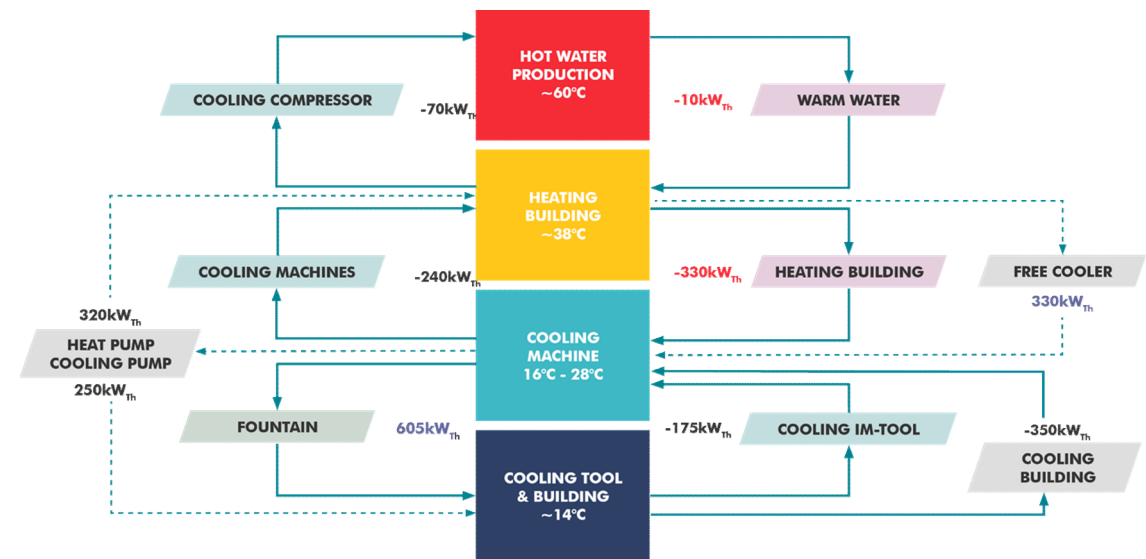 HOT WATER
PRODUCTION
~60°C
COOLING COMPRESSOR
-70kWTh
-10kWTh
WARM WATER
HEATING
BUILDING
~38°C
COOLING MACHINES
-240kWTh
-330kWTh
HEATING BUILDING
FREE COOLER
330kWTh
320kWTh
HEAT PUMP
COOLING PUMP
250kWTh
COOLING
MACHINE
16°C - 28°C
FOUNTAIN
605kWTh
-175kWTh
COOLING IM-TOOL
-350kWTh
COOLING
BUILDING
COOLING TOOL
& BUILDING
~14°C